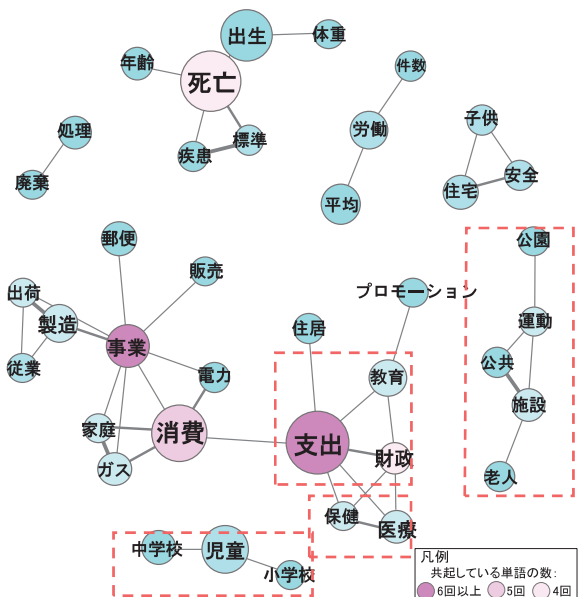 出生
体重
年齢
死亡
件数
処理
標準
疾患
労働
子供
廃棄
安全
住宅
平均
郵便
公園
販売
出荷
プロモーション
製造
運動
住居
事業
従業
公共
電力
教育
施設
家庭
消費
支出
財政
ガス
老人
保健
医療
中学校
児童
小学校
凡例
共起している単語の数:
6回以上 5回 4回